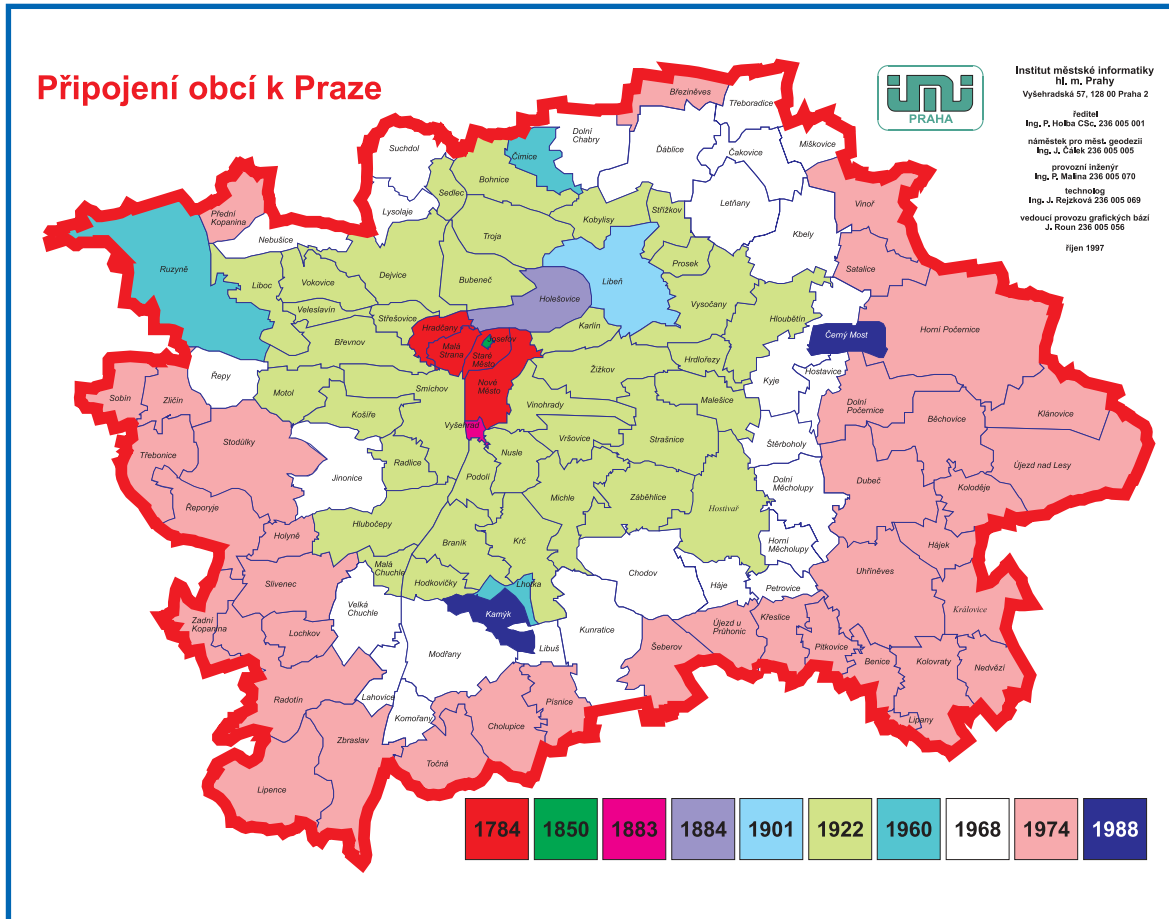 Připojení obcí k Praze
PRAHA
Institut městské informatiky
hl. m. Prahy
Vyšehradská 57, 128 00 Praha 2
ředitel
Ing. P. Holba CSc. 236 005 001
náměstek pro měst. geodezii
Ing. J. Čálek 236 005 005
provozní inženýr
Ing. P. Malina 236 005 070
technolog
Ing. J. Rejzková 236 005 069
vedoucí provozu grafických bází
J. Roun 236 005 056
říjen 1997
Březiněves
Třeboradice
Dolní
Chabry
Suchdol
Čimice
Ďáblice
Čakovice
Miškovice
Bohnice
Sedlec
Letňany
Vinoř
Přední
Kopanina
Lysolaje
Kobylisy
Střížkov
Nebušice
Troja
Kbely
Ruzyně
Liboc
Vokovice
Dejvice
Bubeneč
Libeň
Prosek
Satalice
Veleslavín
Holešovice
Vysočany
Hloubětín
Horní Počernice
Střešovice
Hradčany
Karlín
Břevnov
Malá
Strana
Josefov
Staré
Město
Černý Most
Hrdlořezy
Řepy
Žižkov
Kyje
Hostavice
Sobín
Zličín
Motol
Smíchov
Nové
Město
Košíře
Vinohrady
Malešice
Dolní
Počernice
Běchovice
Klánovice
Vyšehrad
Stodůlky
Vršovice
Strašnice
Štěrboholy
Třebonice
Radlice
Nusle
Újezd nad Lesy
Jinonice
Podolí
Dolní
Měcholupy
Dubeč
Koloděje
Řeporyje
Michle
Záběhlice
Hostivař
Hlubočepy
Holyně
Braník
Krč
Horní
Měcholupy
Hájek
Malá
Chuchle
Slivenec
Hodkovičky
Lhotka
Chodov
Háje
Petrovice
Uhříněves
Velká
Chuchle
Kamýk
Královice
Zadní
Kopanina
Lochkov
Kunratice
Újezd u
Průhonic
Křeslice
Libuš
Šeberov
Pitkovice
Modřany
Benice
Kolovraty
Nedvězí
Radotín
Lahovice
Písnice
Komořany
Cholupice
Lipany
Zbraslav
Točná
Lipence
1784
1850
1883
1884
1901
1922
1960
1968
1974
1988